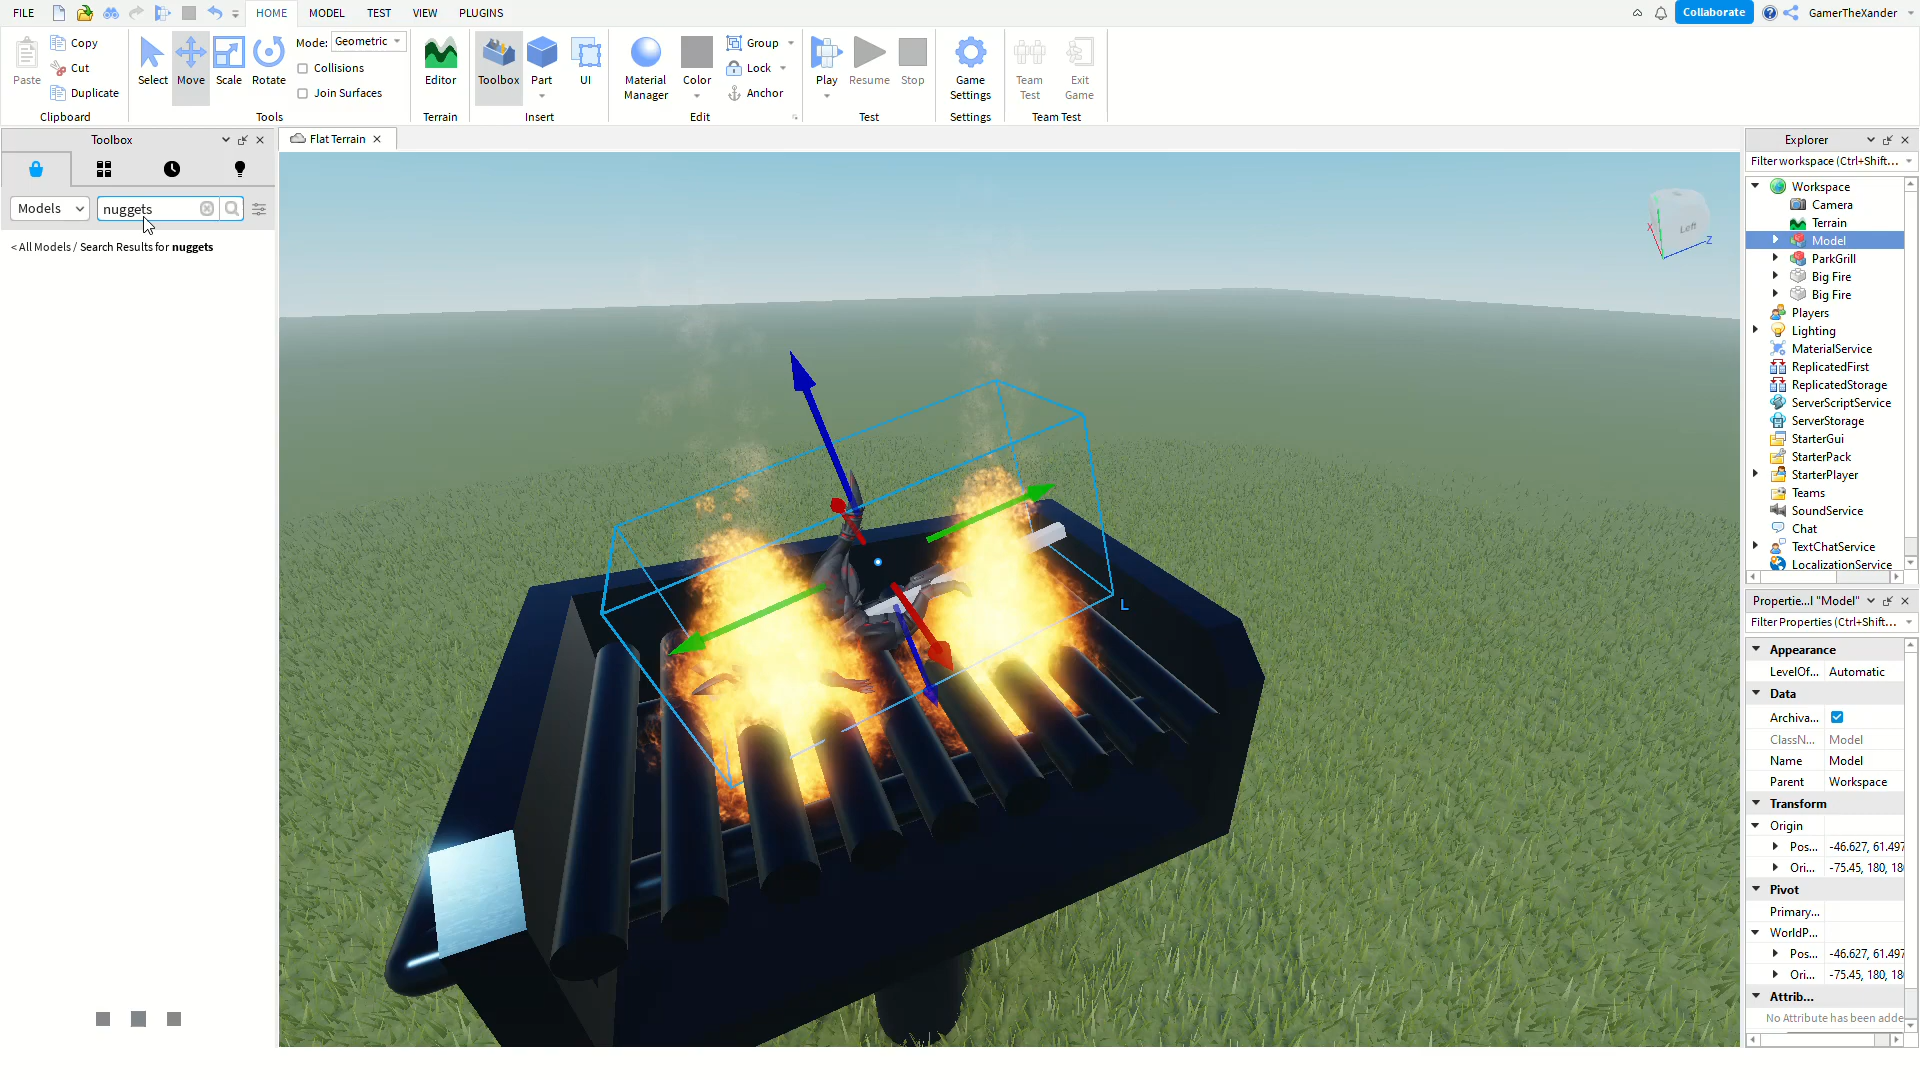 FILE
HOME
MODEL
TEST
VIEW
PLUGINS
Collaborate
GamerTheXander
Paste
Copy
Cut
Duplicate
Clipboard
Select
Move
Scale
Rotate
Mode: Geometric
Collisions
Join Surfaces
Tools
Editor
Terrain
Toolbox
Part
UI
Insert
Material
Manager
Color
Group
Lock
Anchor
Edit
Play
Resume
Stop
Test
Game
Settings
Settings
Team
Test
Exit
Game
Team Test
Toolbox
Models
nuggets
< All Models / Search Results for nuggets
Flat Terrain
Left
X
Z
L
Explorer
Filter workspace (Ctrl+Shift...
Workspace
Camera
Terrain
Model
ParkGrill
Big Fire
Big Fire
Players
Lighting
MaterialService
ReplicatedFirst
ReplicatedStorage
ServerScriptService
ServerStorage
StarterGui
StarterPack
StarterPlayer
Teams
SoundService
Chat
TextChatService
LocalizationService
Propertie...l "Model"
Filter Properties (Ctrl+Shift...
Appearance
LevelOf... Automatic
Data
Archiva...
ClassN... Model
Name Model
Parent Workspace
Transform
Origin
Pos... -46.627, 61.497
Ori... -75.45, 180, 18
Pivot
Primary...
WorldP...
Pos... -46.627, 61.497
Ori... -75.45, 180, 18
Attrib...
No Attribute has been adde